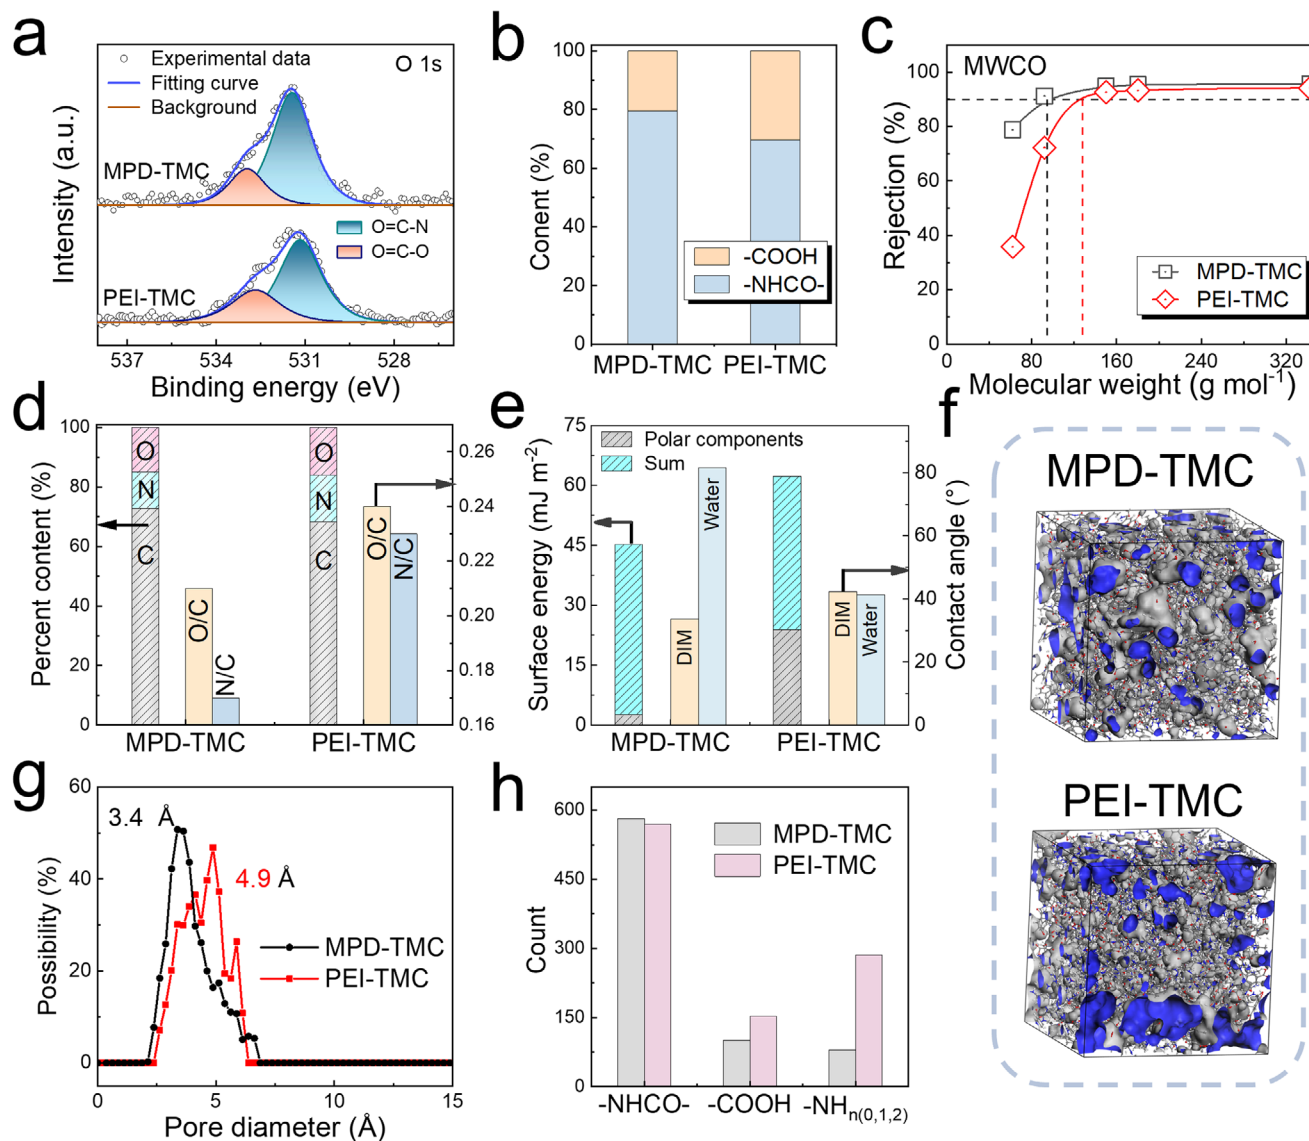 a
Experimental data
Fitting curve
Background
O 1s
MPD-TMC
O=C-N
O=C-O
PEI-TMC
Intensity (a.u.)
537 534 531 528
Binding energy (eV)
b
100
80
60
40
20
0
Conent (%)
-COOH
-NHCO-
MPD-TMC PEI-TMC
c
MWCO
100
80
60
40
20
0
Rejection (%)
MPD-TMC
PEI-TMC
0 80 160 240 320
Molecular weight (g mol-1)
d
100
80
60
40
20
0
Percent content (%)
O
N
C
O/C
N/C
O
N
C
O/C
N/C
0.26
0.24
0.22
0.20
0.18
0.16
MPD-TMC PEI-TMC
e
75
60
45
30
15
0
Surface energy (mJ m-2)
Polar components
Sum
DIM
Water
DIM
Water
80
60
40
20
0
Contact angle (°)
MPD-TMC PEI-TMC
f
MPD-TMC
PEI-TMC
g
60
40
20
0
Possibility (%)
3.4 Å
4.9 Å
MPD-TMC
PEI-TMC
0 5 10 15
Pore diameter (Å)
h
600
450
300
150
0
Count
MPD-TMC
PEI-TMC
-NHCO- -COOH -NHn(0,1,2)